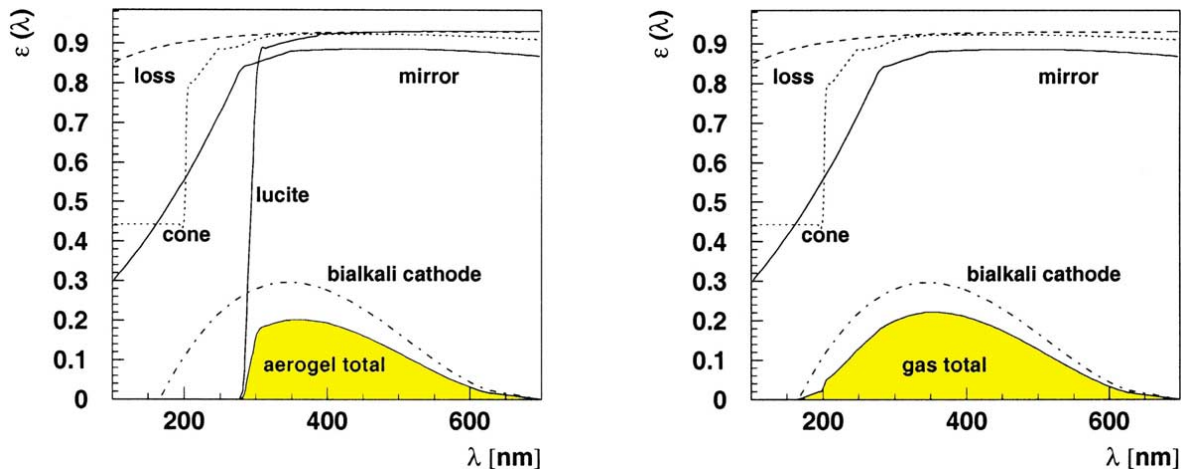 ε (λ)
0.9
0.8
0.7
0.6
0.5
0.4
0.3
0.2
0.1
0
loss
mirror
lucite
cone
bialkali cathode
aerogel total
200
400
600
λ [nm]
ε (λ)
0.9
0.8
0.7
0.6
0.5
0.4
0.3
0.2
0.1
0
loss
mirror
cone
bialkali cathode
gas total
200
400
600
λ [nm]